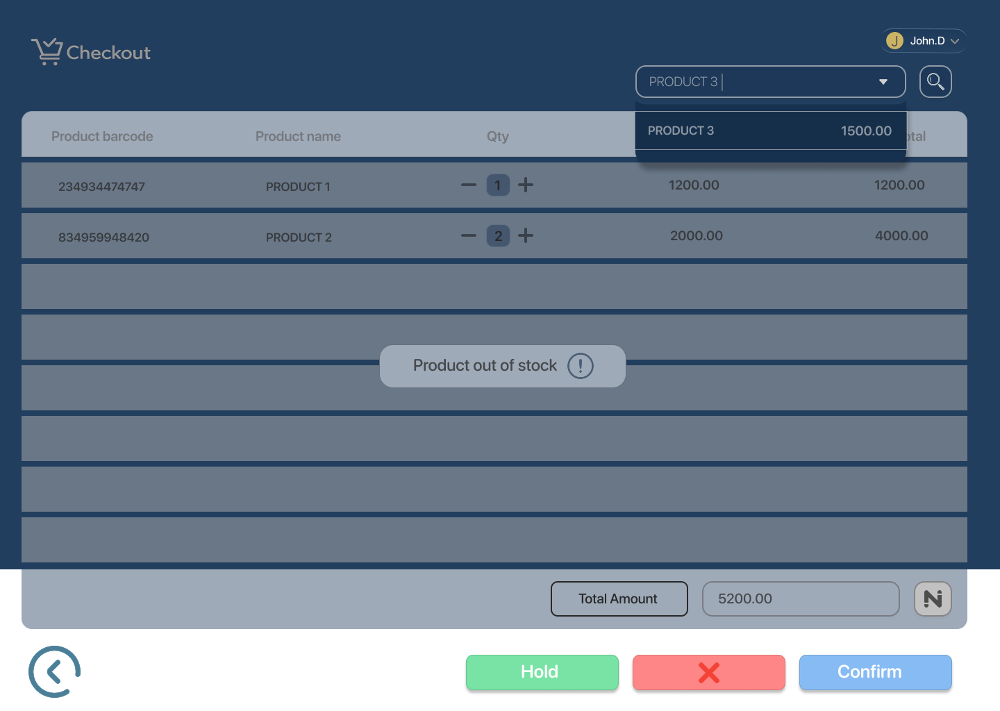 Checkout
J John.D
PRODUCT 3
Product barcode Product name Qty otal
PRODUCT 3 1500.00
234934474747 PRODUCT 1 1 1200.00 1200.00
834959948420 PRODUCT 2 2 2000.00 4000.00
Product out of stock !
Total Amount 5200.00 N
Hold Confirm